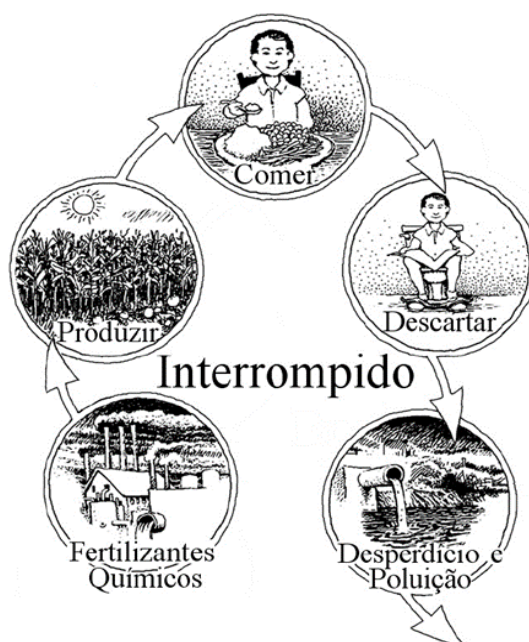 Comer
Produzir
Descartar
Interrompido
Fertilizantes
Químicos
Desperdício e
Poluição